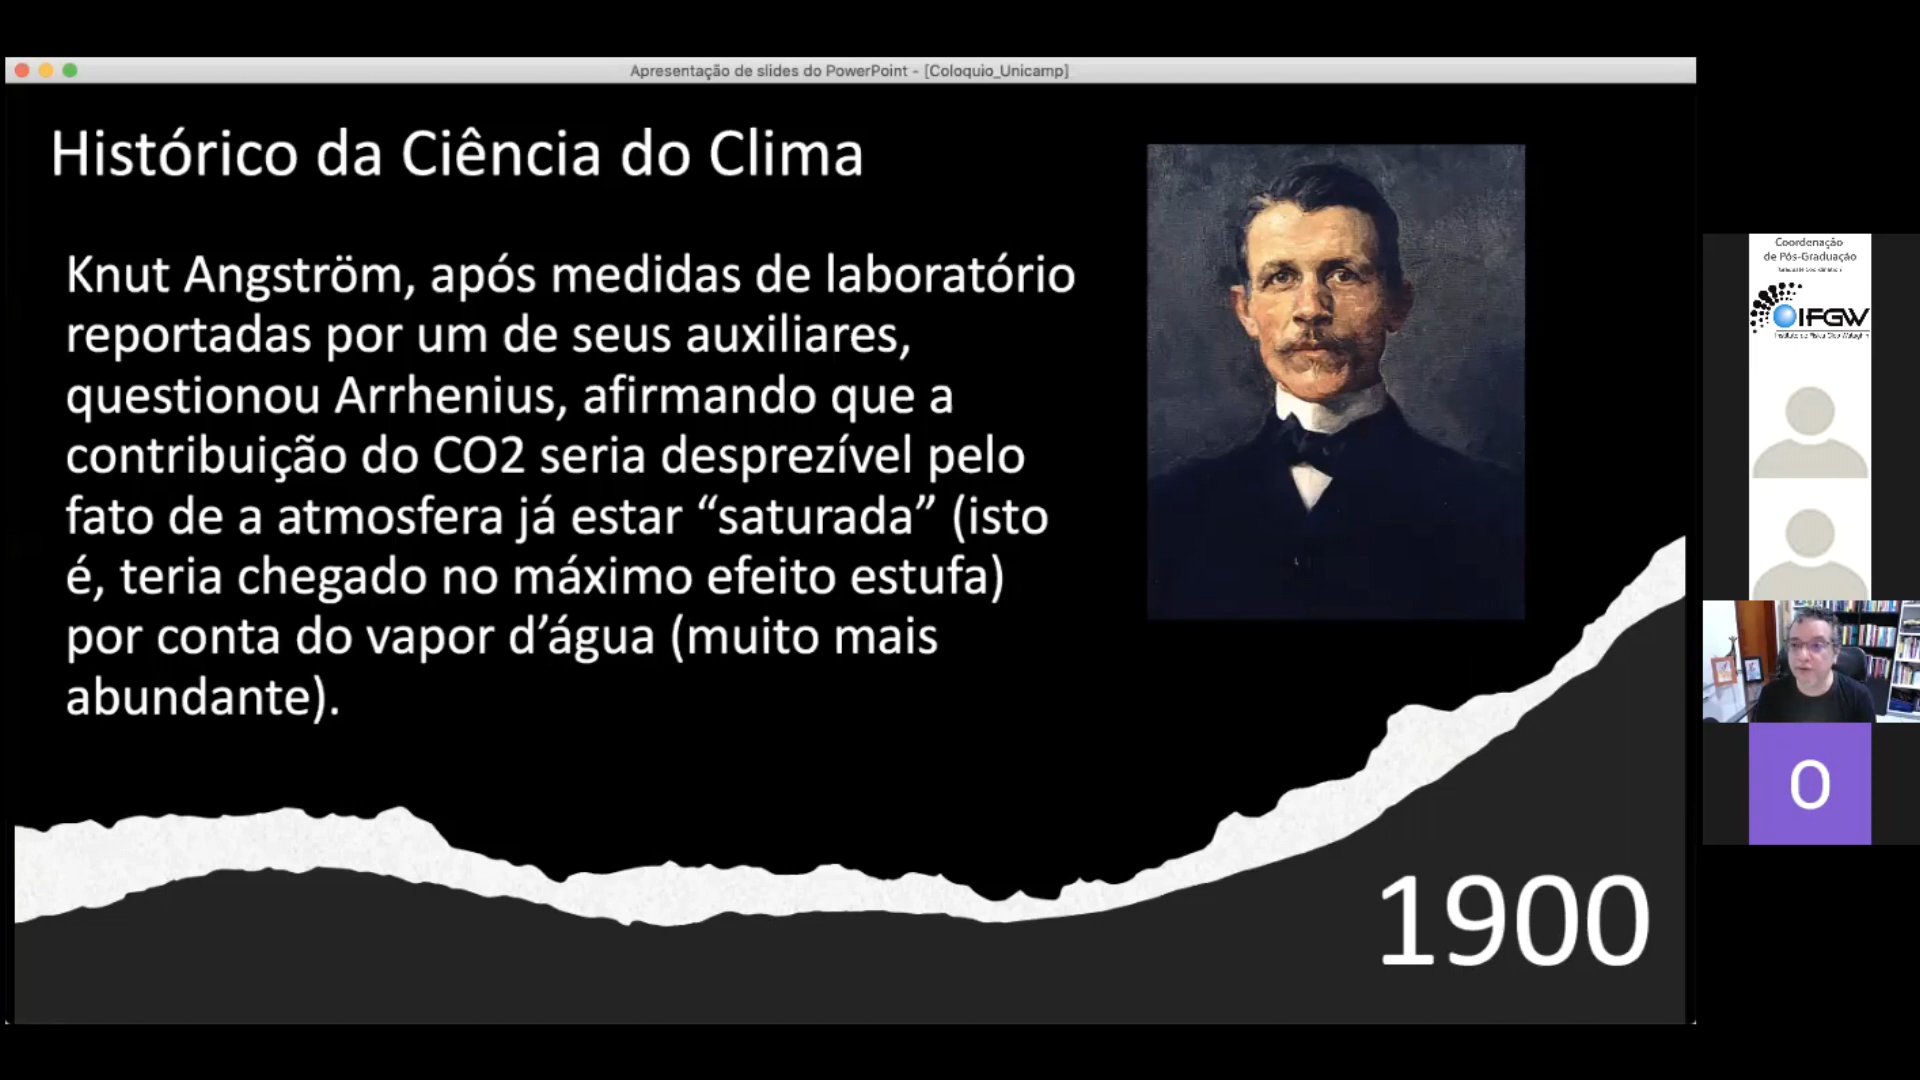 Apresentação de slides do PowerPoint - [Coloquio_Unicamp]
Histórico da Ciência do Clima
Knut Angström, após medidas de laboratório
reportadas por um de seus auxiliares,
questionou Arrhenius, afirmando que a
contribuição do CO2 seria desprezível pelo
fato de a atmosfera já estar “saturada” (isto
é, teria chegado no máximo efeito estufa)
por conta do vapor d’água (muito mais
abundante).
1900
Coordenação
de Pós-Graduação
IFGW
O